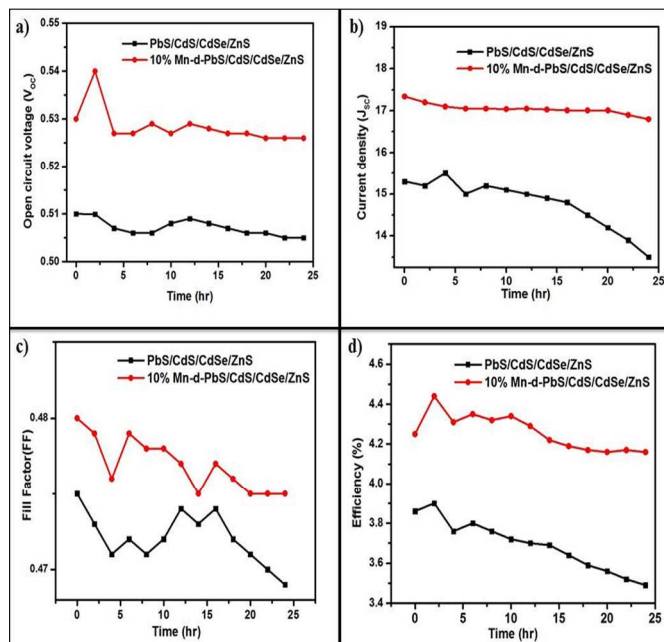 a)
0.55
0.54
0.53
0.52
0.51
0.50
Open circuit voltage (V_OC)
PbS/CdS/CdSe/ZnS
10% Mn-d-PbS/CdS/CdSe/ZnS
0 5 10 15 20 25
Time (hr)
b)
19
18
17
16
15
14
Current density (J_SC)
PbS/CdS/CdSe/ZnS
10% Mn-d-PbS/CdS/CdSe/ZnS
0 5 10 15 20 25
Time (hr)
c)
0.48
0.47
Fill Factor(FF)
PbS/CdS/CdSe/ZnS
10% Mn-d-PbS/CdS/CdSe/ZnS
0 5 10 15 20 25
Time (hr)
d)
4.6
4.4
4.2
4.0
3.8
3.6
3.4
Efficiency (%)
PbS/CdS/CdSe/ZnS
10% Mn-d-PbS/CdS/CdSe/ZnS
0 5 10 15 20 25
Time (hr)